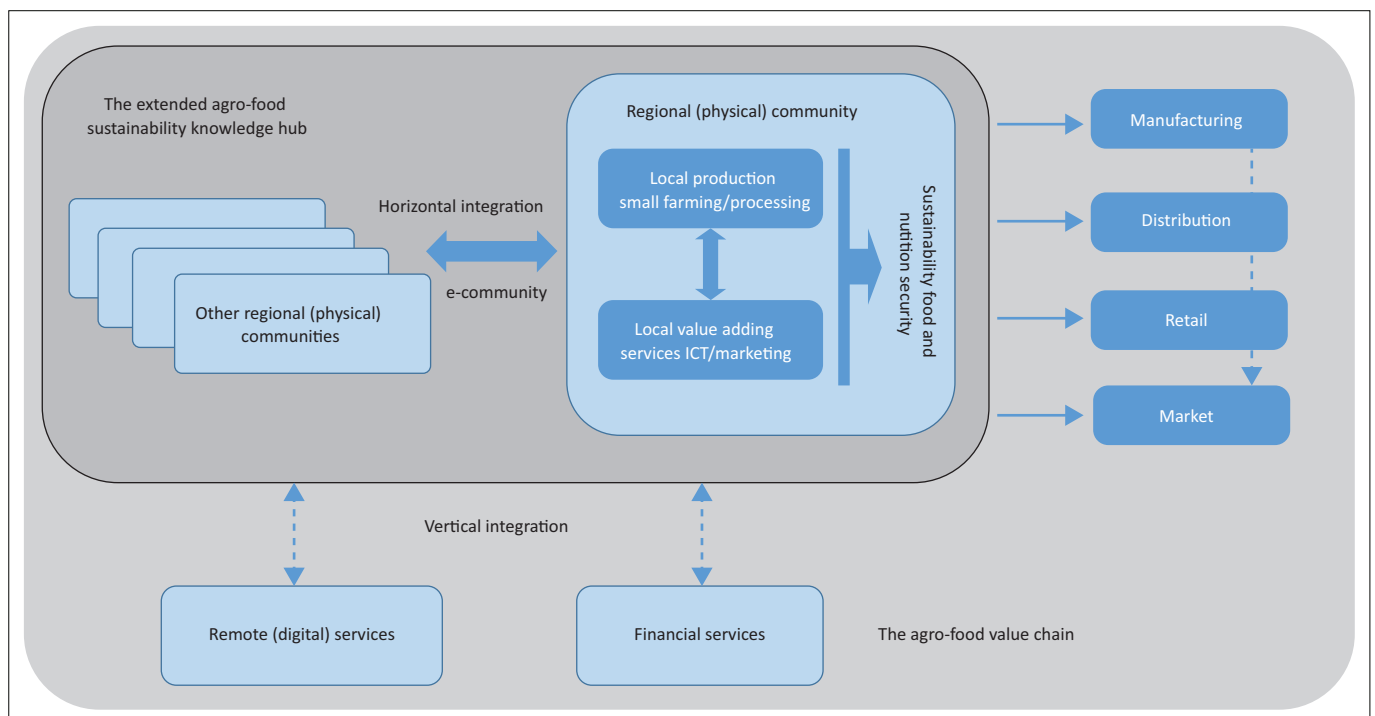 The extended agro-food
sustainability knowledge hub
Regional (physical) community
Local production
small farming/processing
Local value adding
services ICT/marketing
Sustainability food and
nutition security
Horizontal integration
e-community
Other regional (physical)
communities
Manufacturing
Distribution
Retail
Market
Vertical integration
Remote (digital) services
Financial services
The agro-food value chain